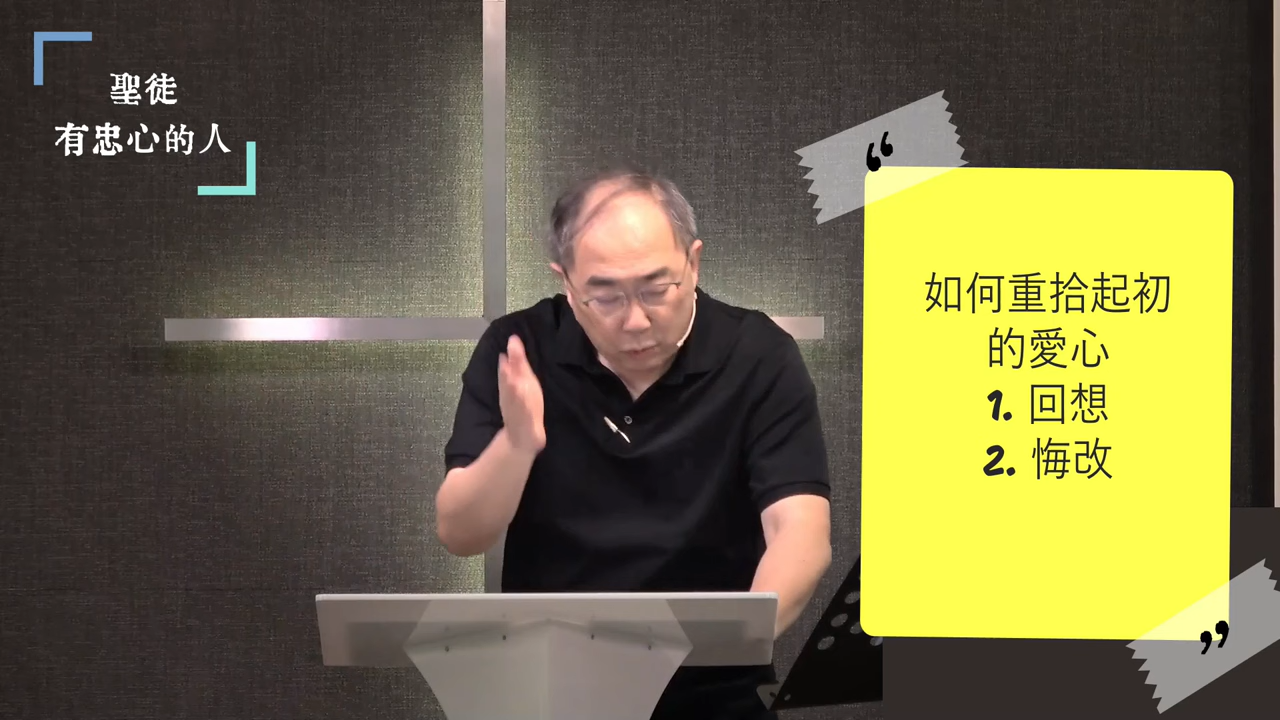 聖徒
有忠心的人
“
如何重拾起初
的愛心
1. 回想
2. 悔改
”